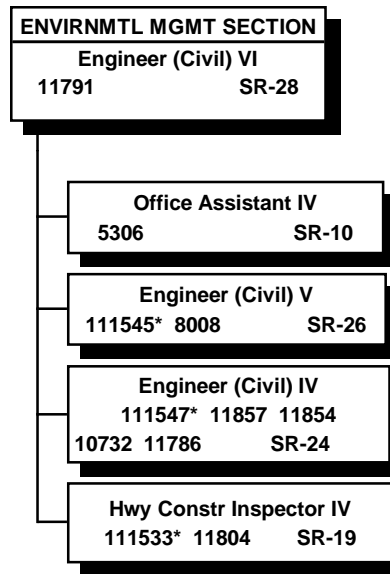 ENVIRNMTL MGMT SECTION
Engineer (Civil) VI
11791 SR-28
Office Assistant IV
5306 SR-10
Engineer (Civil) V
111545* 8008 SR-26
Engineer (Civil) IV
111547* 11857 11854
10732 11786 SR-24
Hwy Constr Inspector IV
111533* 11804 SR-19